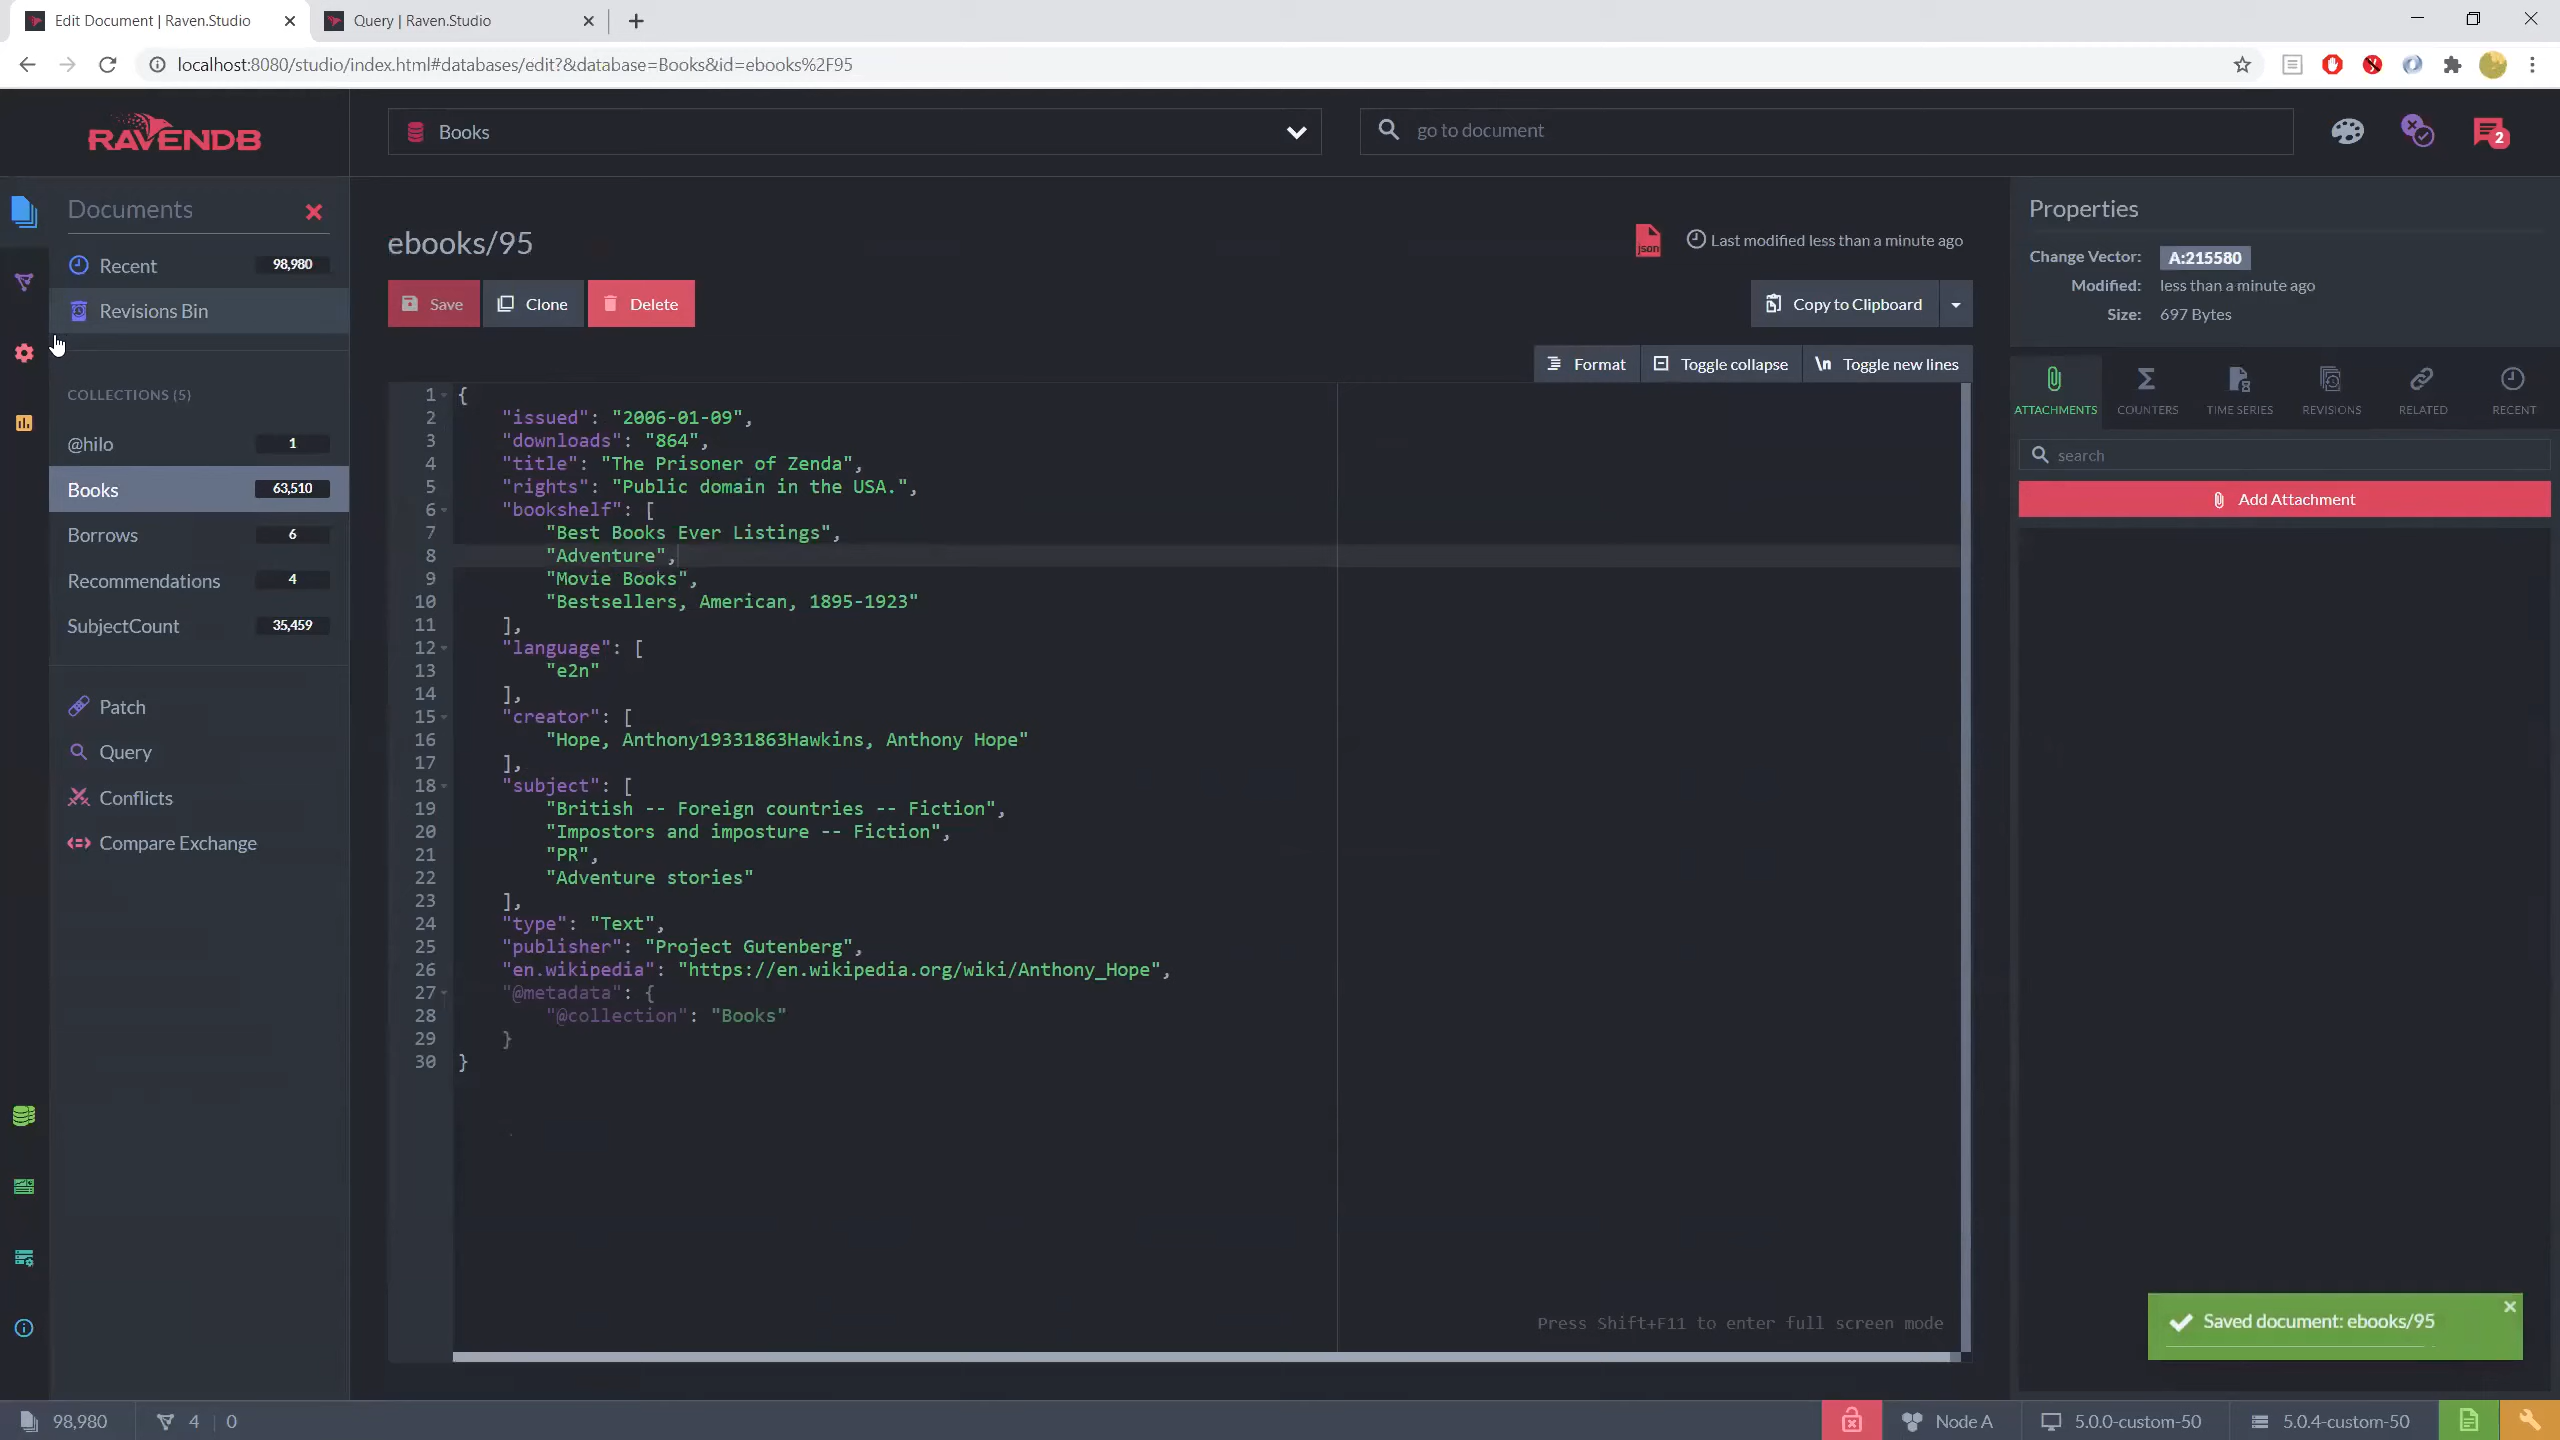 Edit Document | Raven.Studio
Query | Raven.Studio
localhost:8080/studio/index.html#databases/edit?&database=Books&id=ebooks%2F95
RAVENDB
Books
go to document
2
Documents
Recent 98,980
Revisions Bin
COLLECTIONS (5)
@hilo 1
Books 63,510
Borrows 6
Recommendations 4
SubjectCount 35,459
Patch
Query
Conflicts
Compare Exchange
ebooks/95
json
Last modified less than a minute ago
Save
Clone
Delete
Copy to Clipboard
Format
Toggle collapse
\n Toggle new lines
1 {
2 "issued": "2006-01-09",
3 "downloads": "864",
4 "title": "The Prisoner of Zenda",
5 "rights": "Public domain in the USA.",
6 "bookshelf": [
7 "Best Books Ever Listings",
8 "Adventure",
9 "Movie Books",
10 "Bestsellers, American, 1895-1923"
11 ],
12 "language": [
13 "e2n"
14 ],
15 "creator": [
16 "Hope, Anthony19331863Hawkins, Anthony Hope"
17 ],
18 "subject": [
19 "British -- Foreign countries -- Fiction",
20 "Impostors and imposture -- Fiction",
21 "PR",
22 "Adventure stories"
23 ],
24 "type": "Text",
25 "publisher": "Project Gutenberg",
26 "en.wikipedia": "https://en.wikipedia.org/wiki/Anthony_Hope",
27 "@metadata": {
28 "@collection": "Books"
29 }
30 }
Press Shift+F11 to enter full screen mode
Properties
Change Vector: A:215580
Modified: less than a minute ago
Size: 697 Bytes
ATTACHMENTS
COUNTERS
TIME SERIES
REVISIONS
RELATED
RECENT
search
Add Attachment
Saved document: ebooks/95
98,980
4 | 0
Node A
5.0.0-custom-50
5.0.4-custom-50